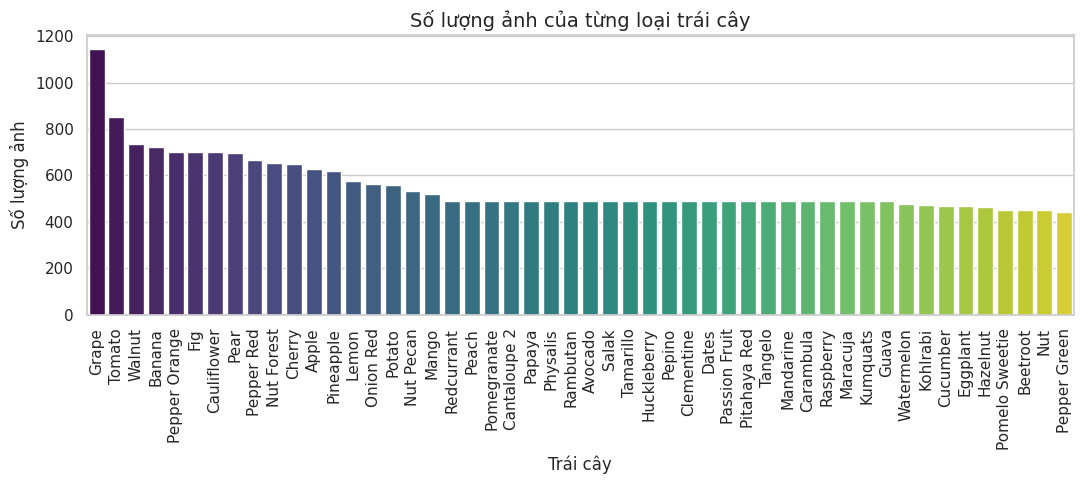 Số lượng ảnh của từng loại trái cây
Số lượng ảnh
1200
1000
800
600
400
200
0
Grape
Tomato
Walnut
Banana
Pepper Orange
Fig
Cauliflower
Pear
Pepper Red
Nut Forest
Cherry
Apple
Pineapple
Lemon
Onion Red
Potato
Nut Pecan
Mango
Redcurrant
Peach
Pomegranate
Cantaloupe 2
Papaya
Physalis
Rambutan
Avocado
Salak
Tamarillo
Huckleberry
Pepino
Clementine
Dates
Passion Fruit
Pitahaya Red
Tangelo
Mandarine
Carambula
Raspberry
Maracuja
Kumquats
Guava
Watermelon
Kohlrabi
Cucumber
Eggplant
Hazelnut
Pomelo Sweetie
Beetroot
Nut
Pepper Green
Trái cây